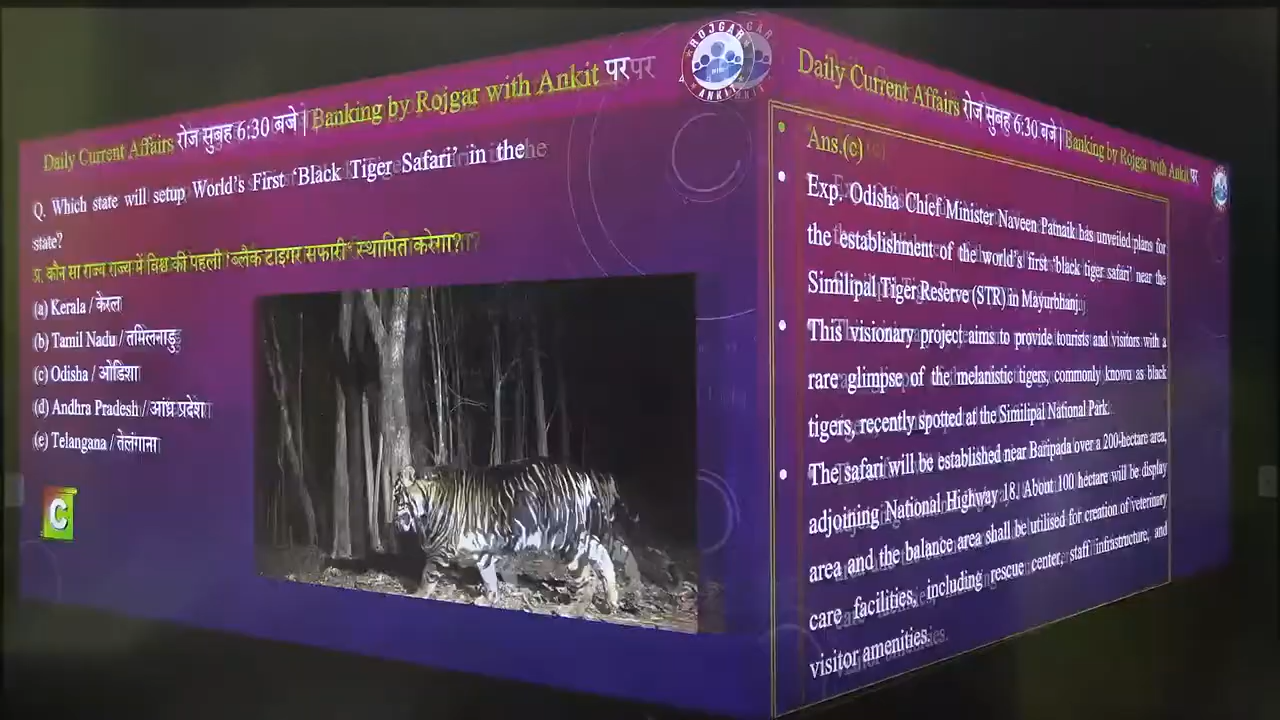 Daily Current Affairs रोज सुबह 6:30 बजे | Banking by Rojgar with Ankit पर
Q. Which state will setup World's First 'Black Tiger Safari' in the
state?
प्र. कौन सा राज्य राज्य में विश्व की पहली 'ब्लैक टाइगर सफारी' स्थापित करेगा?
(a) Kerala / केरल
(b) Tamil Nadu / तमिलनाडु
(c) Odisha / ओडिशा
(d) Andhra Pradesh / आंध्र प्रदेश
(e) Telangana / तेलंगाना
C
ROJGAR
ANKIT
Daily Current Affairs रोज सुबह 6:30 बजे | Banking by Rojgar with Ankit पर
• Ans.(c)
• Exp. Odisha Chief Minister Naveen Patnaik has unveiled plans for
the establishment of the world's first 'black tiger safari' near the
Similipal Tiger Reserve (STR) in Mayurbhanj.
• This visionary project aims to provide tourists and visitors with a
rare glimpse of the melanistic tigers, commonly known as black
tigers, recently spotted at the Similipal National Park.
• The safari will be established near Baripada over a 200-hectare area,
adjoining National Highway 18. About 100 hectare will be display
area and the balance area shall be utilised for creation of veterinary
care facilities, including rescue center, staff infrastructure, and
visitor amenities.